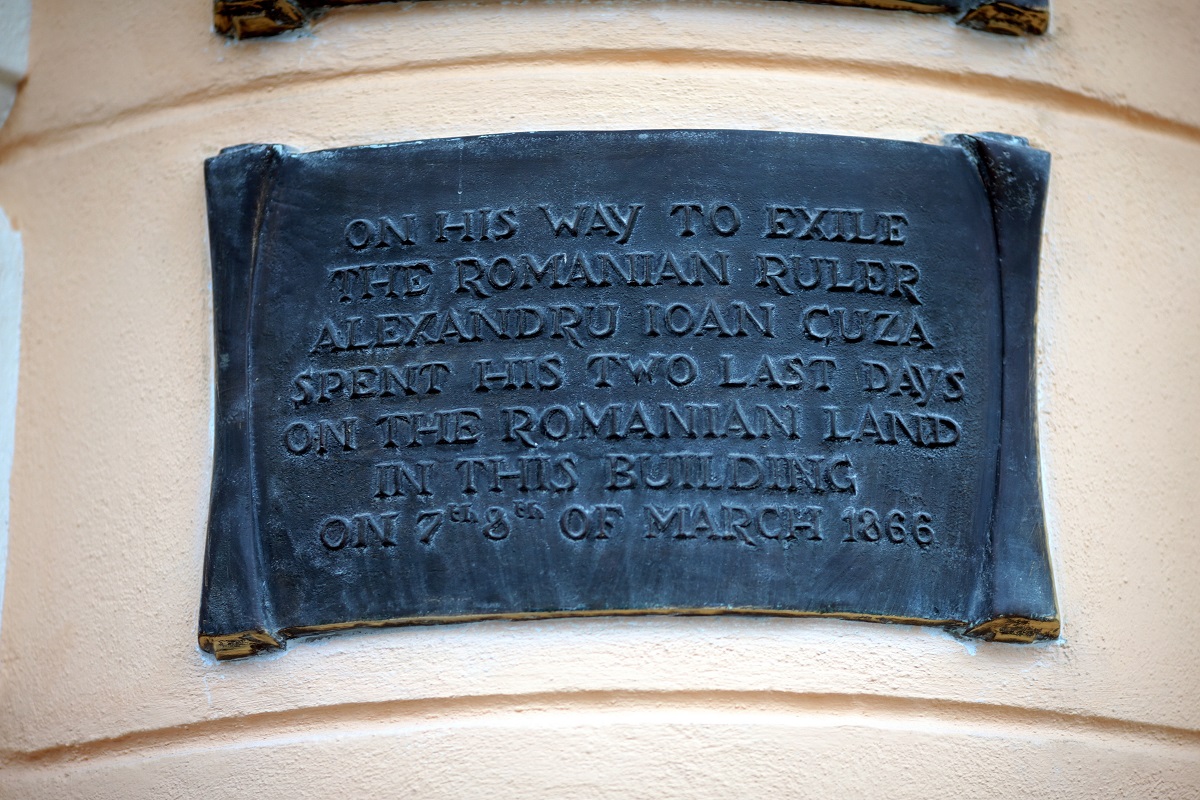 ON HIS WAY TO EXILE
THE ROMANIAN RULER
ALEXANDRU IOAN CUZA
SPENT HIS TWO LAST DAYS
ON THE ROMANIAN LAND
IN THIS BUILDING
ON 7th 8th OF MARCH 1866